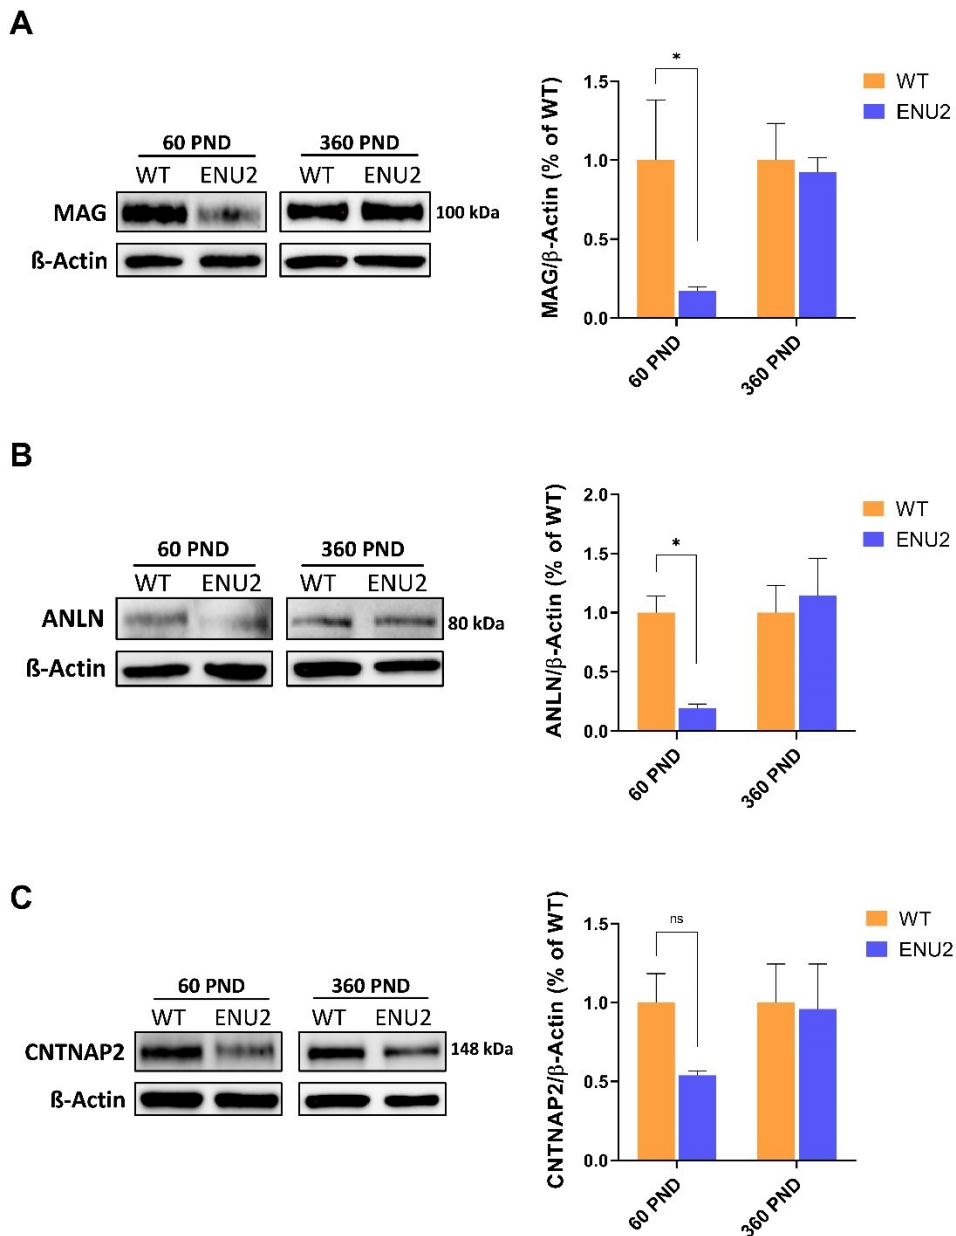 A
60 PND
360 PND
WT ENU2
WT ENU2
MAG
100 kDa
ß-Actin
MAG/β-Actin (% of WT)
1.5
1.0
0.5
0.0
*
60 PND
360 PND
WT
ENU2
B
60 PND
360 PND
WT ENU2
WT ENU2
ANLN
80 kDa
ß-Actin
ANLN/β-Actin (% of WT)
2.0
1.5
1.0
0.5
0.0
*
60 PND
360 PND
WT
ENU2
C
60 PND
360 PND
WT ENU2
WT ENU2
CNTNAP2
148 kDa
ß-Actin
CNTNAP2/β-Actin (% of WT)
1.5
1.0
0.5
0.0
ns
60 PND
360 PND
WT
ENU2